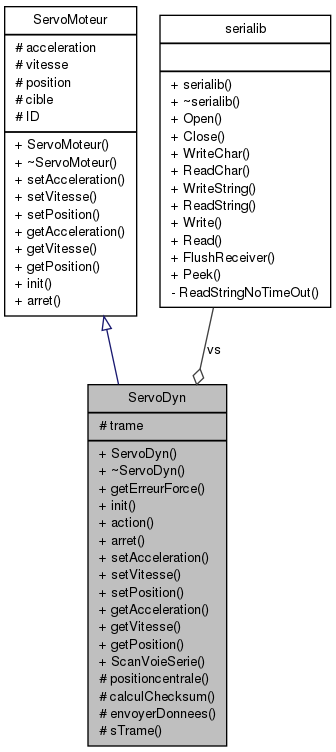 ServoMoteur
# acceleration
# vitesse
# position
# cible
# ID
+ ServoMoteur()
+ ~ServoMoteur()
+ setAcceleration()
+ setVitesse()
+ setPosition()
+ getAcceleration()
+ getVitesse()
+ getPosition()
+ init()
+ arret()
serialib
+ serialib()
+ ~serialib()
+ Open()
+ Close()
+ WriteChar()
+ ReadChar()
+ WriteString()
+ ReadString()
+ Write()
+ Read()
+ FlushReceiver()
+ Peek()
- ReadStringNoTimeOut()
vs
ServoDyn
# trame
+ ServoDyn()
+ ~ServoDyn()
+ getErreurForce()
+ init()
+ action()
+ arret()
+ setAcceleration()
+ setVitesse()
+ setPosition()
+ getAcceleration()
+ getVitesse()
+ getPosition()
+ ScanVoieSerie()
# positioncentrale()
# calculChecksum()
# envoyerDonnees()
# sTrame()